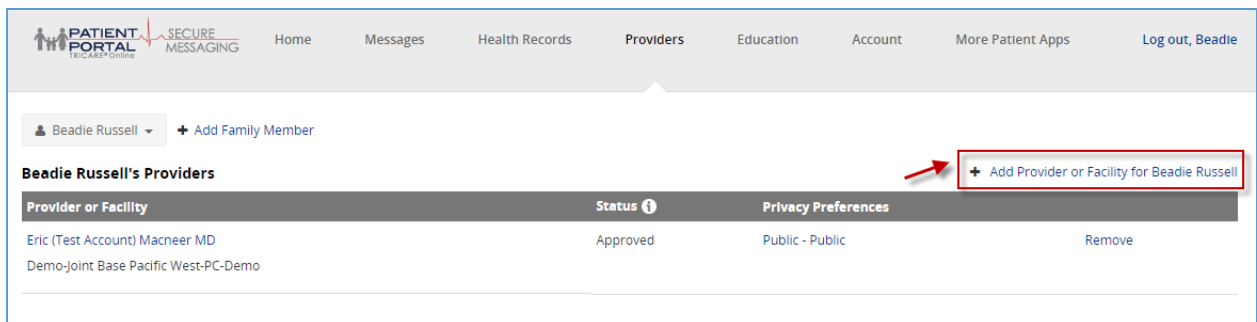 PATIENT PORTAL TRICARE® Online SECURE MESSAGING
Home Messages Health Records Providers Education Account More Patient Apps Log out, Beadie
Beadie Russell + Add Family Member
Beadie Russell's Providers + Add Provider or Facility for Beadie Russell
Provider or Facility Status i Privacy Preferences
Eric (Test Account) Macneer MD Approved Public - Public Remove
Demo-Joint Base Pacific West-PC-Demo